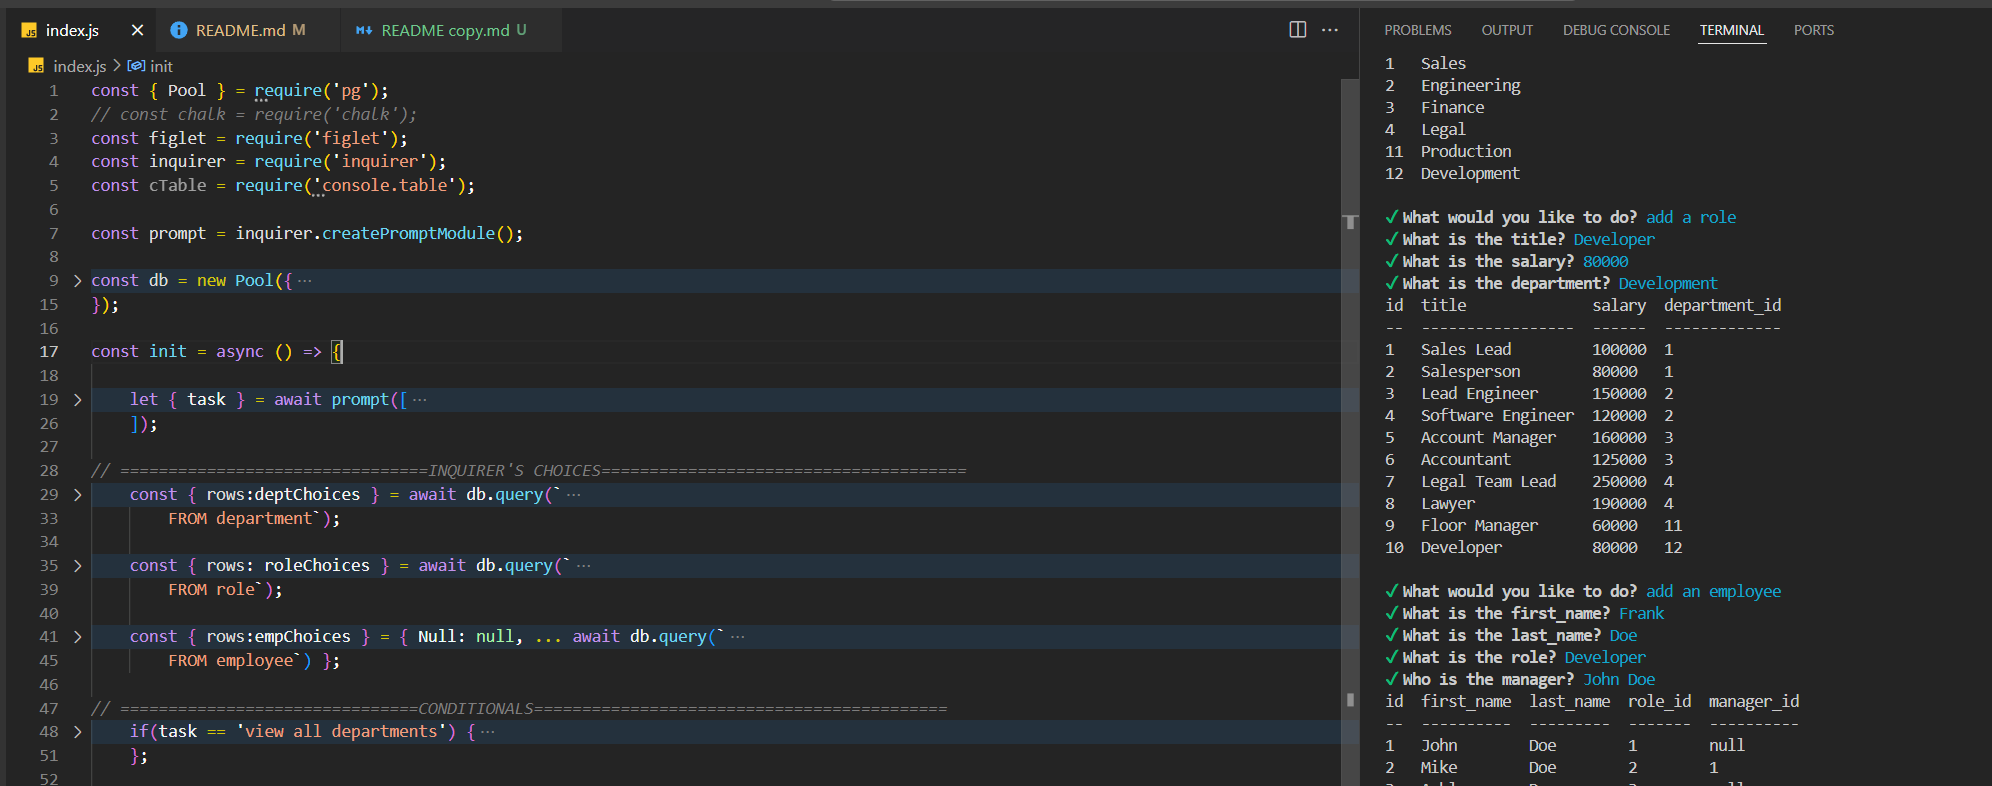 index.js
README.md M
README copy.md U
index.js > init
1 const { Pool } = require('pg');
2 // const chalk = require('chalk');
3 const figlet = require('figlet');
4 const inquirer = require('inquirer');
5 const cTable = require('console.table');
6
7 const prompt = inquirer.createPromptModule();
8
9 const db = new Pool({ ...
15 });
16
17 const init = async () => {
18
19 let { task } = await prompt([ ...
26 ]);
27
28 // ================================INQUIRER'S CHOICES======================================
29 const { rows:deptChoices } = await db.query(` ...
33 FROM department`);
34
35 const { rows: roleChoices } = await db.query(` ...
39 FROM role`);
40
41 const { rows:empChoices } = { Null: null, ... await db.query(` ...
45 FROM employee`) };
46
47 // ===============================CONDITIONALS===========================================
48 if(task == 'view all departments') { ...
51 };
52
PROBLEMS OUTPUT DEBUG CONSOLE TERMINAL PORTS
1 Sales
2 Engineering
3 Finance
4 Legal
11 Production
12 Development
✓ What would you like to do? add a role
✓ What is the title? Developer
✓ What is the salary? 80000
✓ What is the department? Development
id title salary department_id
-- ----------------- ------ -------------
1 Sales Lead 100000 1
2 Salesperson 80000 1
3 Lead Engineer 150000 2
4 Software Engineer 120000 2
5 Account Manager 160000 3
6 Accountant 125000 3
7 Legal Team Lead 250000 4
8 Lawyer 190000 4
9 Floor Manager 60000 11
10 Developer 80000 12
✓ What would you like to do? add an employee
✓ What is the first_name? Frank
✓ What is the last_name? Doe
✓ What is the role? Developer
✓ Who is the manager? John Doe
id first_name last_name role_id manager_id
-- ---------- --------- ------- ----------
1 John Doe 1 null
2 Mike Doe 2 1